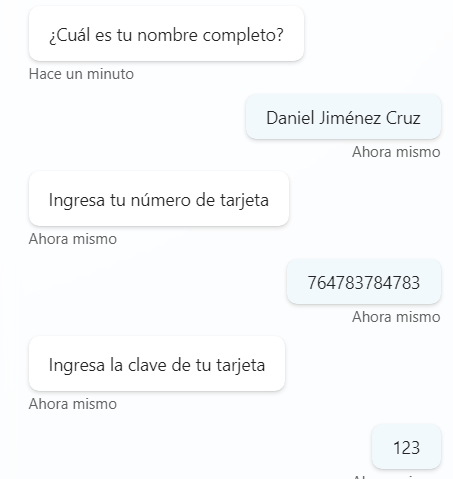 ¿Cuál es tu nombre completo?
Hace un minuto
Daniel Jiménez Cruz
Ahora mismo
Ingresa tu número de tarjeta
Ahora mismo
764783784783
Ahora mismo
Ingresa la clave de tu tarjeta
Ahora mismo
123